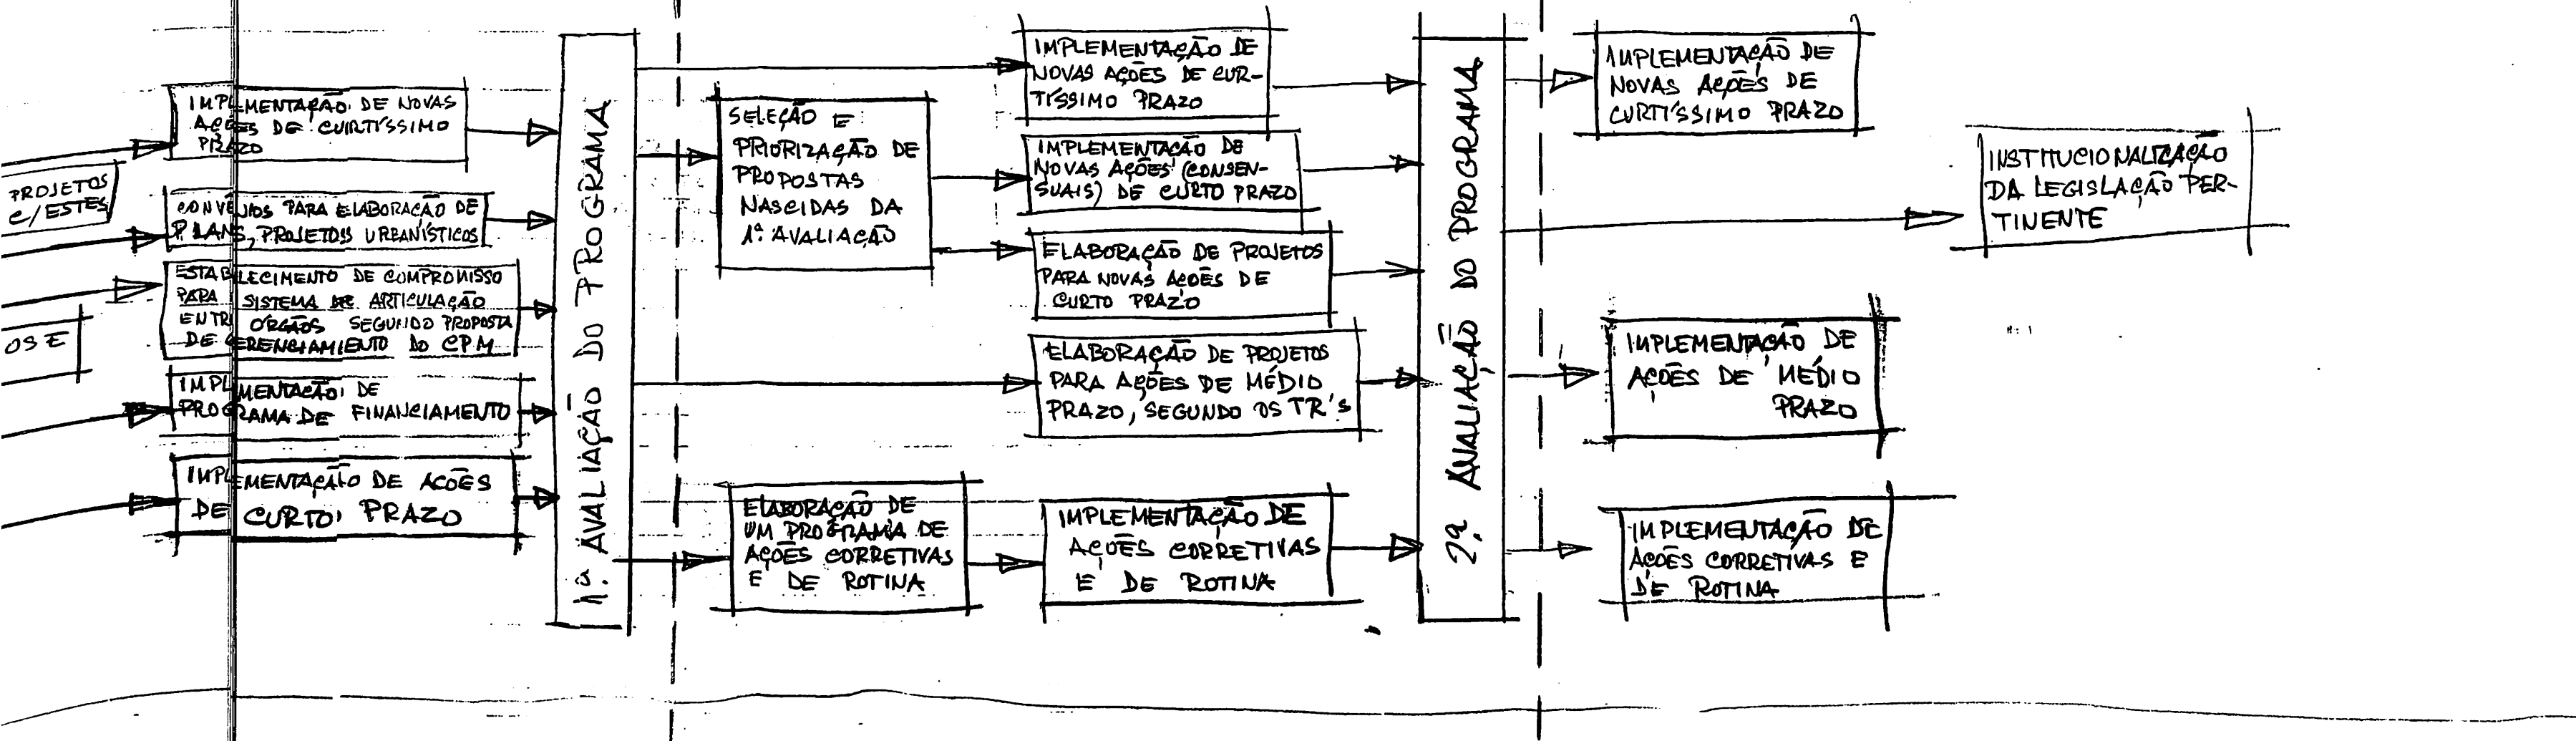 PROJETOS
C/ESTES
OS E
IMPLEMENTAÇÃO DE NOVAS
AÇÕES DE CURTÍSSIMO
PRAZO
CONVÊNIOS PARA ELABORAÇÃO DE
PLANS, PROJETOS URBANÍSTICOS
ESTABELECIMENTO DE COMPROMISSO
PARA SISTEMA DE ARTICULAÇÃO
ENTRE ÓRGÃOS SEGUNDO PROPOSTA
DE GERENCIAMENTO DO CPM
IMPLEMENTAÇÃO DE
PROGRAMA DE FINANCIAMENTO
IMPLEMENTAÇÃO DE AÇÕES
DE CURTO PRAZO
1ª. AVALIAÇÃO DO PROGRAMA
SELEÇÃO E
PRIORIZAÇÃO DE
PROPOSTAS
NASCIDAS DA
1ª. AVALIAÇÃO
ELABORAÇÃO DE
UM PROGRAMA DE
AÇÕES CORRETIVAS
E DE ROTINA
IMPLEMENTAÇÃO DE
NOVAS AÇÕES DE CUR-
TÍSSIMO PRAZO
IMPLEMENTAÇÃO DE
NOVAS AÇÕES (CONSEN-
SUAIS) DE CURTO PRAZO
ELABORAÇÃO DE PROJETOS
PARA NOVAS AÇÕES DE
CURTO PRAZO
ELABORAÇÃO DE PROJETOS
PARA AÇÕES DE MÉDIO
PRAZO, SEGUNDO OS TR'S
IMPLEMENTAÇÃO DE
AÇÕES CORRETIVAS
E DE ROTINA
2ª. AVALIAÇÃO DO PROGRAMA
IMPLEMENTAÇÃO DE
NOVAS AÇÕES DE
CURTÍSSIMO PRAZO
INSTITUCIONALIZAÇÃO
DA LEGISLAÇÃO PER-
TINENTE
IMPLEMENTAÇÃO DE
AÇÕES DE MÉDIO
PRAZO
IMPLEMENTAÇÃO DE
AÇÕES CORRETIVAS E
DE ROTINA